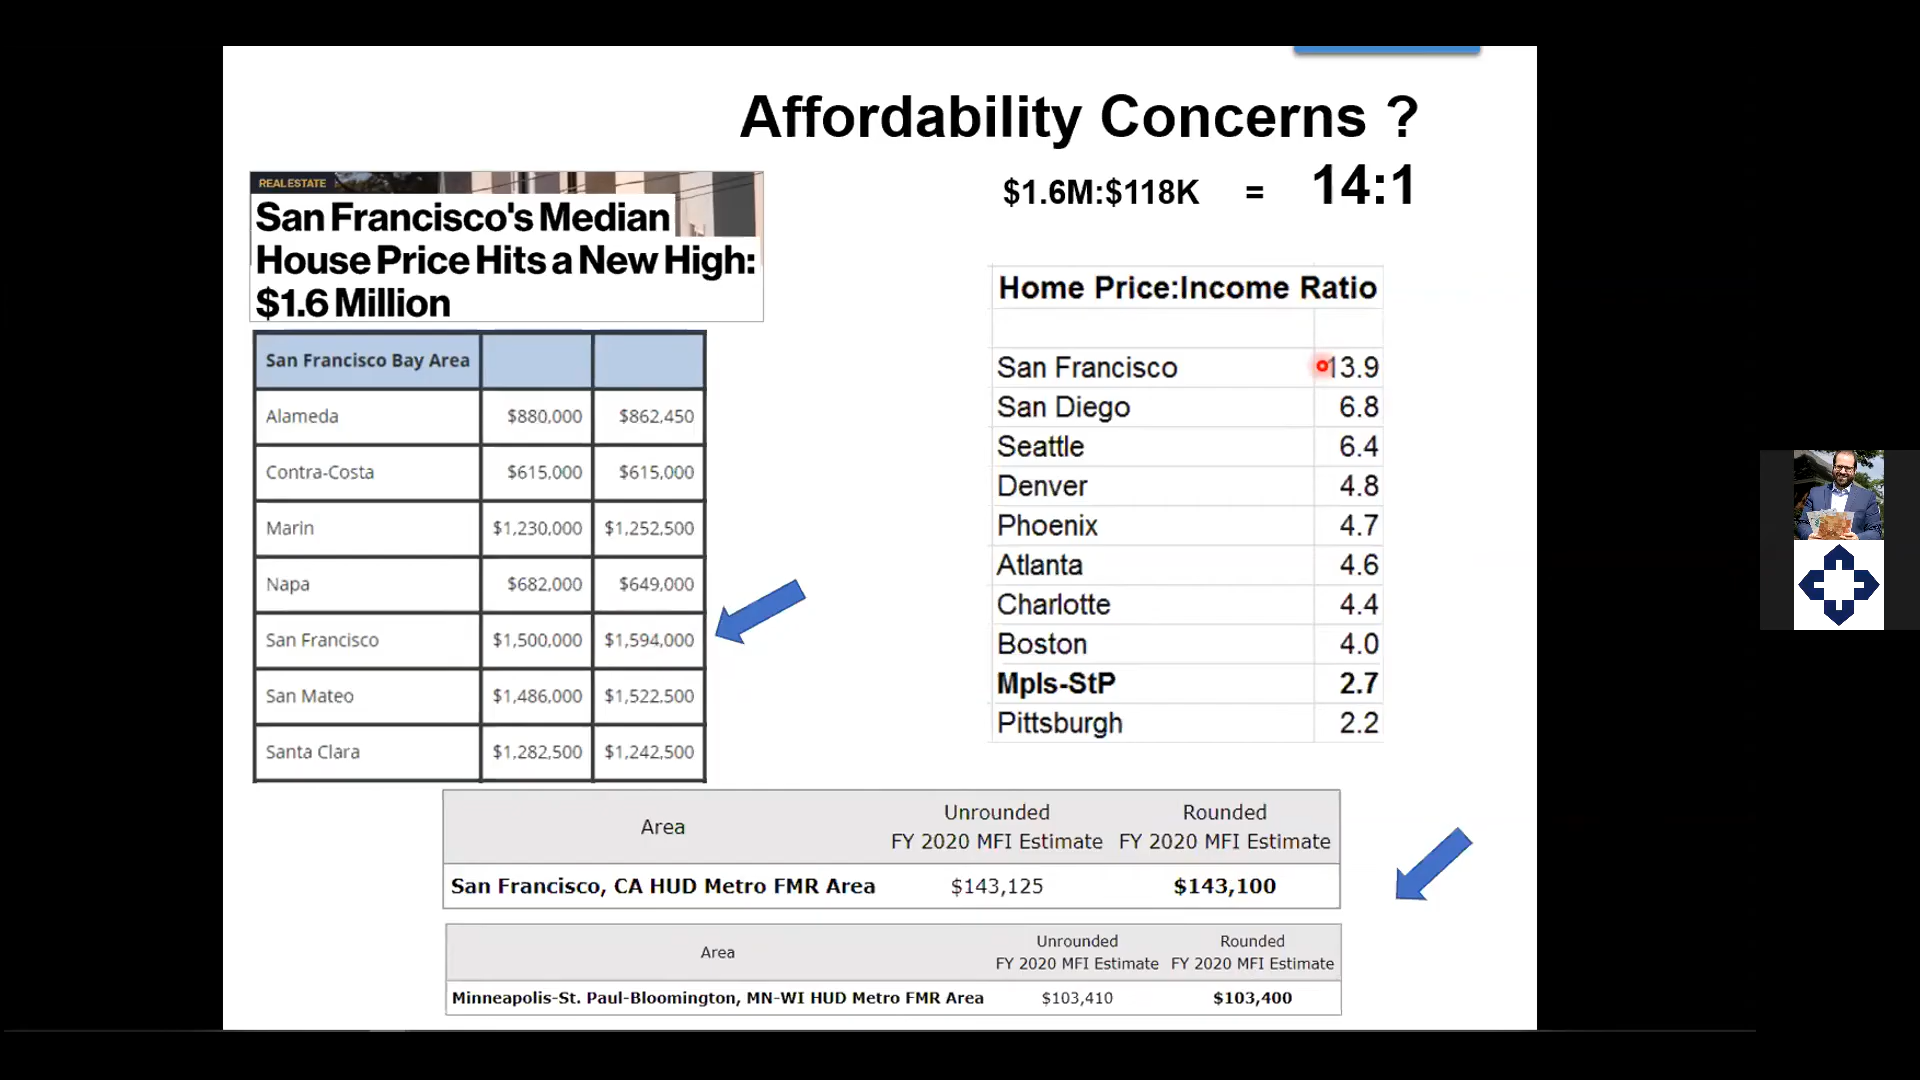 Affordability Concerns ?
$1.6M:$118K = 14:1
REAL ESTATE
San Francisco's Median
House Price Hits a New High:
$1.6 Million
San Francisco Bay Area
Alameda $880,000 $862,450
Contra-Costa $615,000 $615,000
Marin $1,230,000 $1,252,500
Napa $682,000 $649,000
San Francisco $1,500,000 $1,594,000
San Mateo $1,486,000 $1,522,500
Santa Clara $1,282,500 $1,242,500
Home Price:Income Ratio
San Francisco 13.9
San Diego 6.8
Seattle 6.4
Denver 4.8
Phoenix 4.7
Atlanta 4.6
Charlotte 4.4
Boston 4.0
Mpls-StP 2.7
Pittsburgh 2.2
Area Unrounded Rounded
FY 2020 MFI Estimate FY 2020 MFI Estimate
San Francisco, CA HUD Metro FMR Area $143,125 $143,100
Area Unrounded Rounded
FY 2020 MFI Estimate FY 2020 MFI Estimate
Minneapolis-St. Paul-Bloomington, MN-WI HUD Metro FMR Area $103,410 $103,400